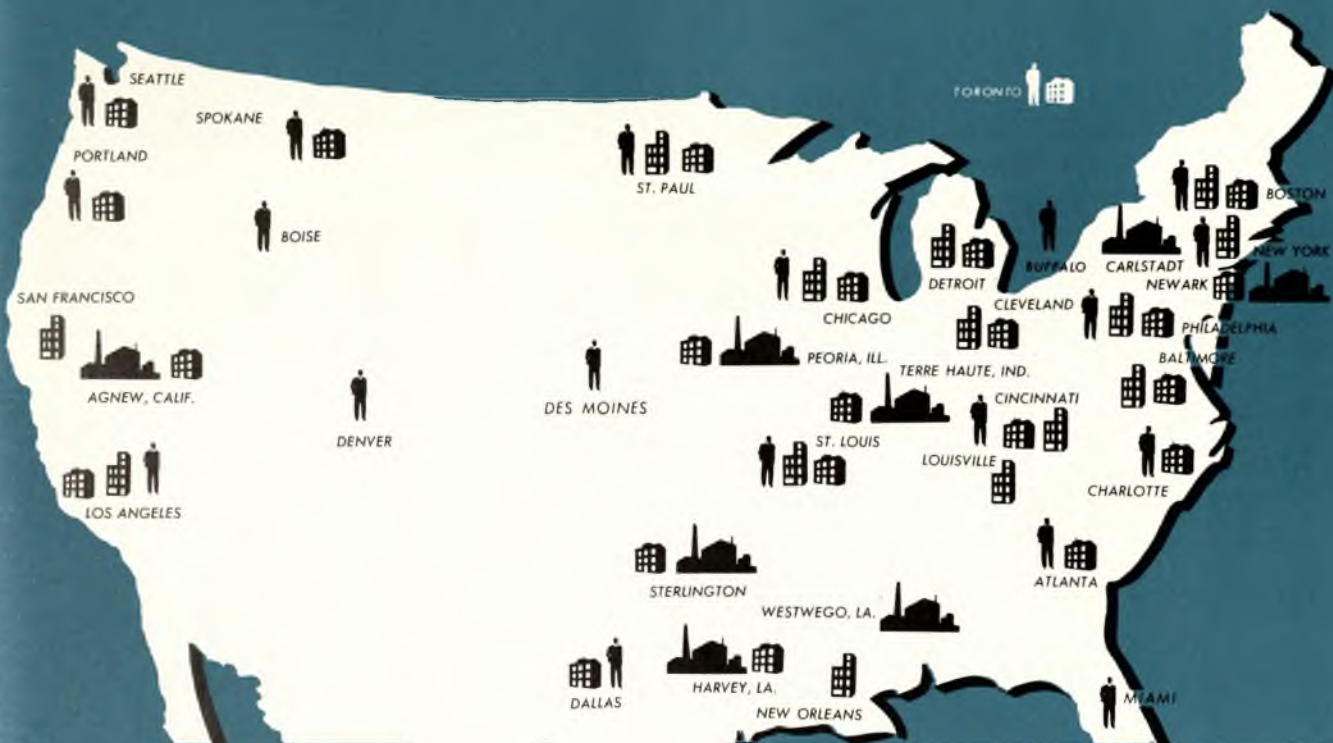 SEATTLE
TORONTO
SPOKANE
PORTLAND
ST. PAUL
BOSTON
BOISE
NEW YORK
BUFFALO
CARLSTADT
DETROIT
NEWARK
SAN FRANCISCO
CLEVELAND
CHICAGO
PHILADELPHIA
PEORIA, ILL.
BALTIMORE
TERRE HAUTE, IND.
AGNEW, CALIF.
CINCINNATI
DES MOINES
DENVER
ST. LOUIS
LOUISVILLE
CHARLOTTE
LOS ANGELES
ATLANTA
STERLINGTON
WESTWEGO, LA.
HARVEY, LA.
MIAMI
DALLAS
NEW ORLEANS